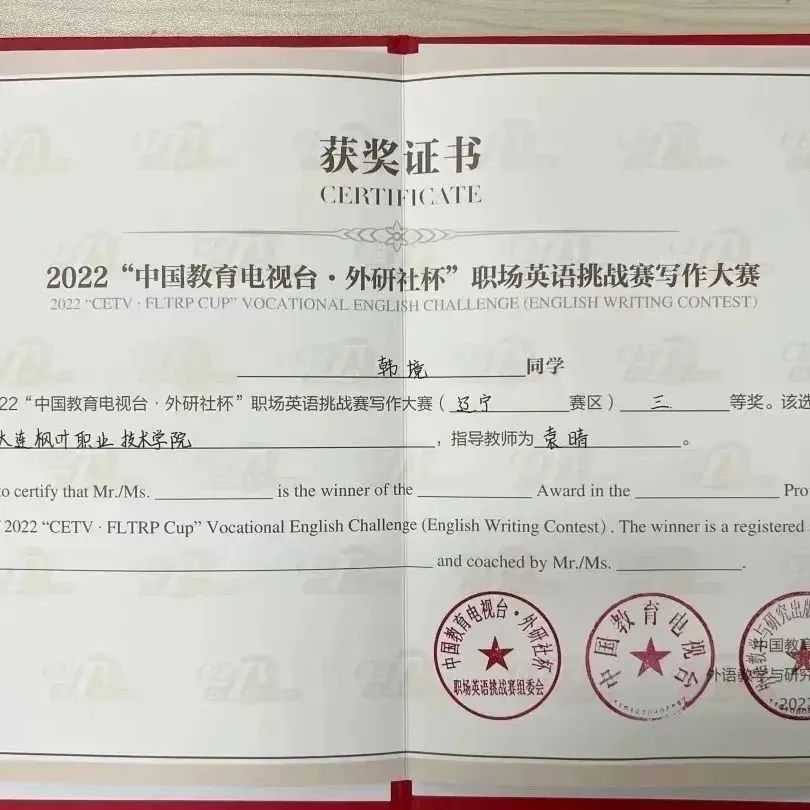 获奖证书
CERTIFICATE
2022“中国教育电视台·外研社杯”职场英语挑战赛写作大赛
2022 “CETV · FLTRP CUP” VOCATIONAL ENGLISH CHALLENGE (ENGLISH WRITING CONTEST)
韩境 同学
22“中国教育电视台·外研社杯”职场英语挑战赛写作大赛（辽宁 赛区）三 等奖。该选
大连枫叶职业技术学院，指导教师为袁晴。
to certify that Mr./Ms. is the winner of the Award in the Pro
2022 “CETV · FLTRP Cup” Vocational English Challenge (English Writing Contest). The winner is a registered
and coached by Mr./Ms. .
中国教育电视台·外研社杯
职场英语挑战赛组委会
中国教育电视台
中国教育
外语教学与研究
2022